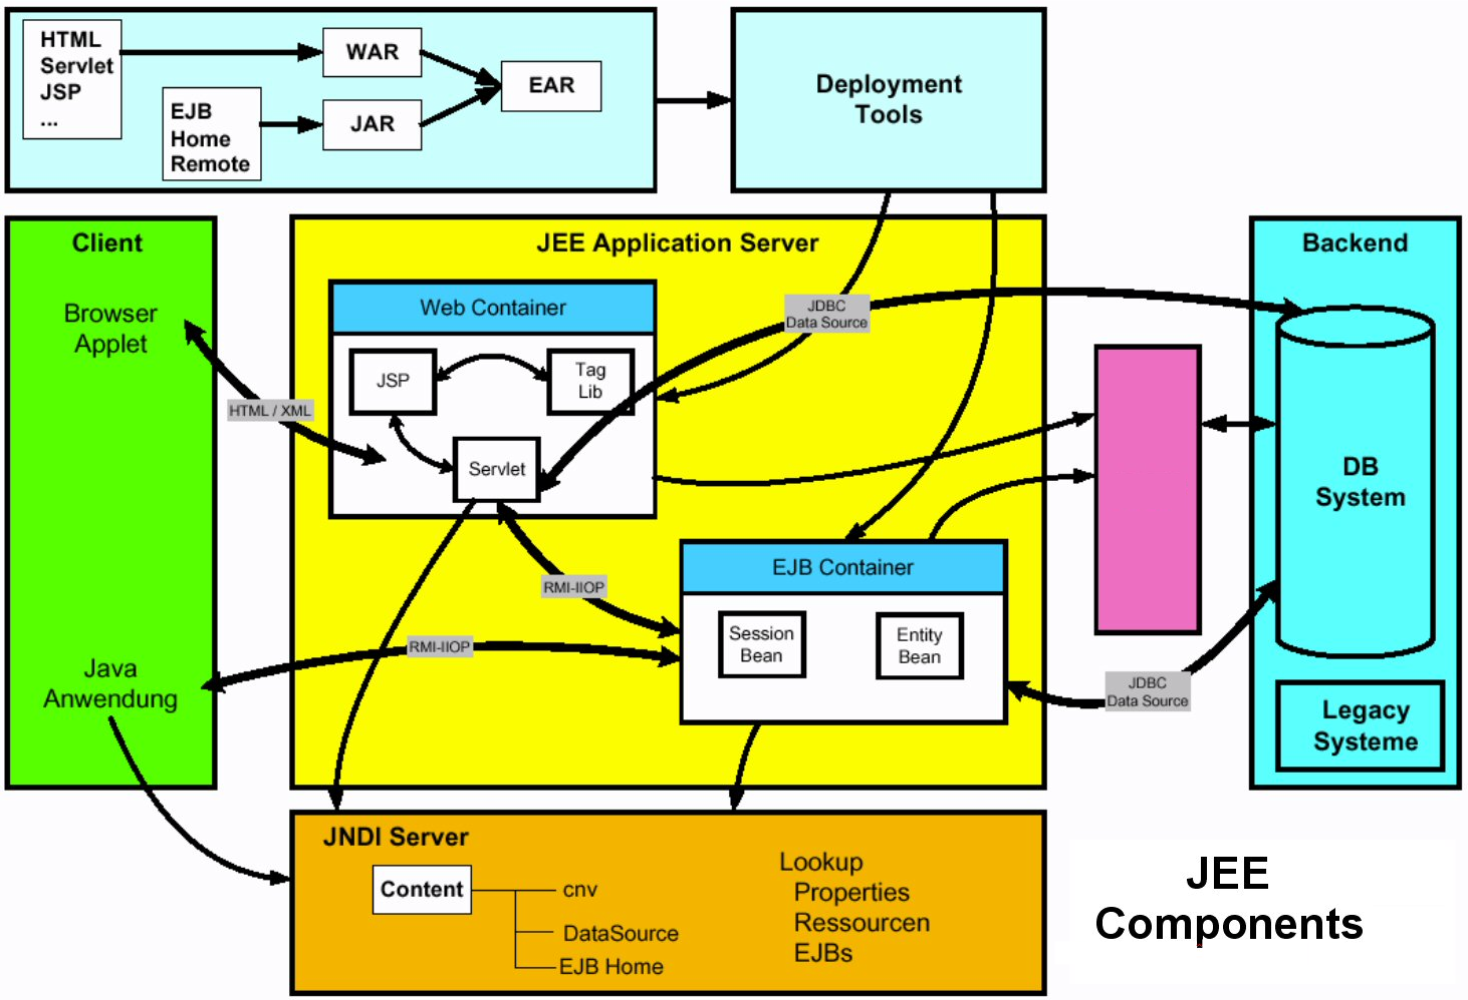 HTML
Servlet
JSP
...
EJB
Home
Remote
WAR
JAR
EAR
Deployment
Tools
Client
Browser
Applet
HTML / XML
Java
Anwendung
JEE Application Server
Web Container
JSP
Tag
Lib
Servlet
JDBC
Data Source
RMI-IIOP
RMI-IIOP
EJB Container
Session
Bean
Entity
Bean
JDBC
Data Source
Backend
DB
System
Legacy
Systeme
JNDI Server
Content
cnv
DataSource
EJB Home
Lookup
Properties
Ressourcen
EJBs
JEE
Components